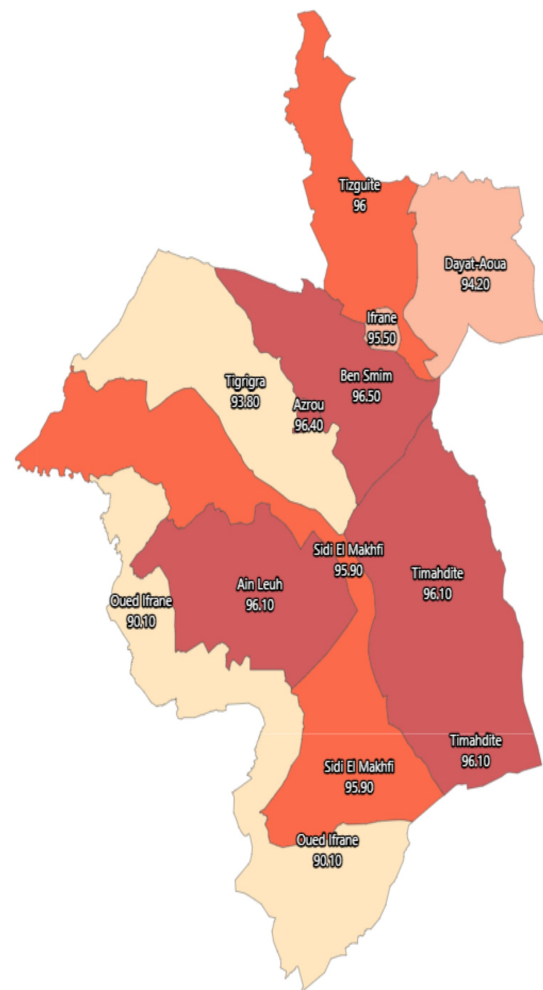 Tizguite
96
Dayat-Aoua
94.20
Ifrane
95.50
Ben Smim
96.50
Tigrigra
93.80
Azrou
96.40
Sidi El Makhfi
95.90
Timahdite
96.10
Ain Leuh
96.10
Oued Ifrane
90.10
Timahdite
96.10
Sidi El Makhfi
95.90
Oued Ifrane
90.10